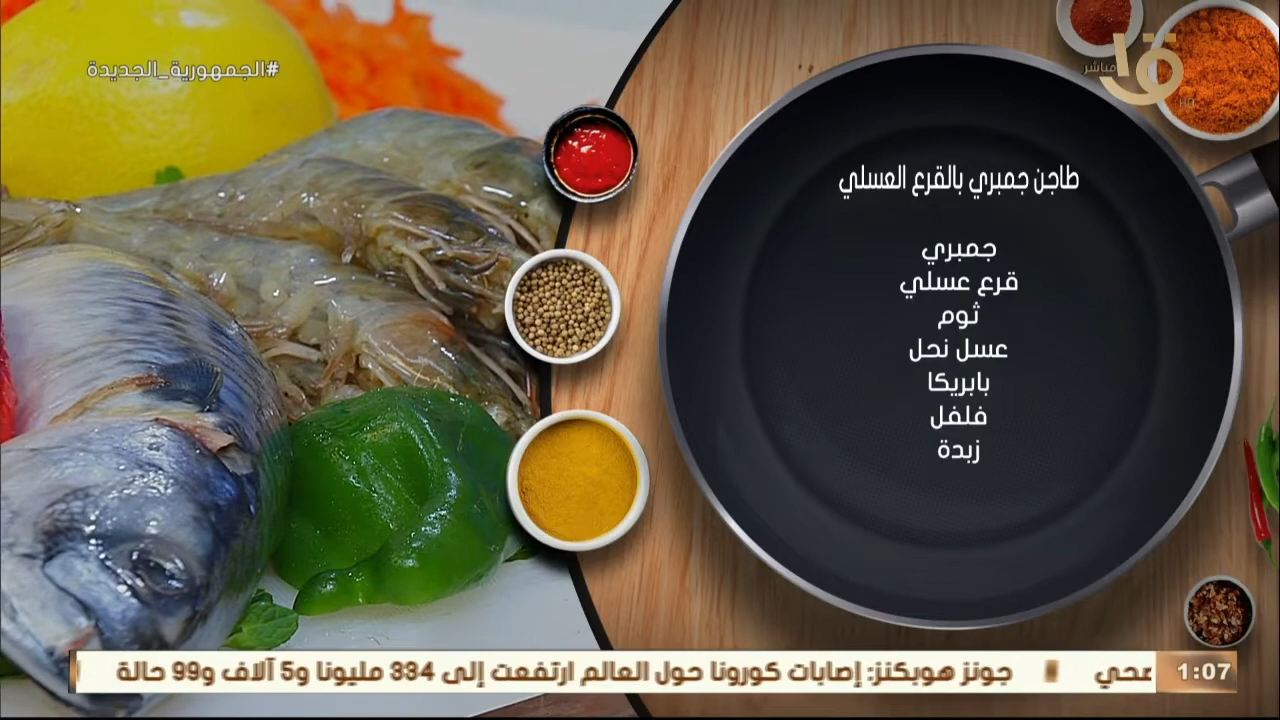 #الجمهورية_الجديدة
مباشر
طاجن جمبري بالقرع العسلي
جمبري
قرع عسلي
ثوم
عسل نحل
بابريكا
فلفل
زبدة
1:07
جونز هوبكنز: إصابات كورونا حول العالم ارتفعت إلى 334 مليونا و5 آلاف و99 حالة